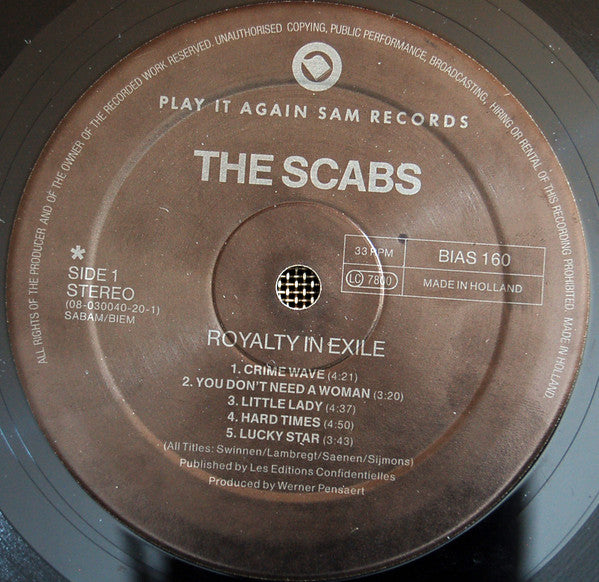 ALL RIGHTS OF THE PRODUCER AND OF THE OWNER OF THE RECORDED WORK RESERVED. UNAUTHORISED COPYING, PUBLIC PERFORMANCE, BROADCASTING, HIRING OR RENTAL OF THIS RECORDING PROHIBITED. MADE IN HOLLAND.
PLAY IT AGAIN SAM RECORDS
THE SCABS
*
SIDE 1
STEREO
(08-030040-20-1)
SABAM/BIEM
33 RPM
BIAS 160
LC 7800
MADE IN HOLLAND
ROYALTY IN EXILE
1. CRIME WAVE (4:21)
2. YOU DON'T NEED A WOMAN (3:20)
3. LITTLE LADY (4:37)
4. HARD TIMES (4:50)
5. LUCKY STAR (3:43)
(All Titles: Swinnen/Lambregt/Saenen/Sijmons)
Published by Les Editions Confidentielles
Produced by Werner Pensaert